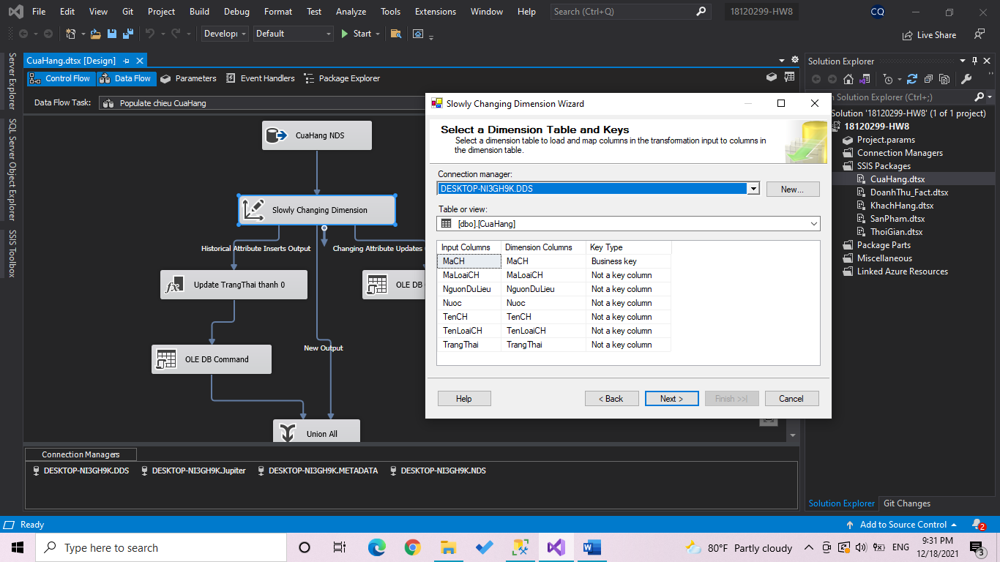 File Edit View Git Project Build Debug Format Test Analyze Tools Extensions Window Help Search (Ctrl+Q) 18120299-HW8 CQ
Developı Default Start Live Share
Server Explorer
SQL Server Object Explorer
SSIS Toolbox
CuaHang.dtsx [Design]
Control Flow Data Flow Parameters Event Handlers Package Explorer
Data Flow Task: Populate chieu CuaHang
CuaHang NDS
Slowly Changing Dimension
Historical Attribute Inserts Output Changing Attribute Updates
Update TrangThai thanh 0 OLE DB
New Output
OLE DB Command
Union All
Slowly Changing Dimension Wizard
Select a Dimension Table and Keys
Select a dimension table to load and map columns in the transformation input to columns in
the dimension table.
Connection manager:
DESKTOP-NI3GH9K.DDS New...
Table or view:
[dbo].[CuaHang]
Input Columns Dimension Columns Key Type
MaCH MaCH Business key
MaLoaiCH MaLoaiCH Not a key column
NguonDuLieu NguonDuLieu Not a key column
Nuoc Nuoc Not a key column
TenCH TenCH Not a key column
TenLoaiCH TenLoaiCH Not a key column
TrangThai TrangThai Not a key column
Help < Back Next > Finish >>| Cancel
Solution Explorer
Solution Explorer (Ctrl+;)
Solution '18120299-HW8' (1 of 1 project)
18120299-HW8
Project.params
Connection Managers
SSIS Packages
CuaHang.dtsx
DoanhThu_Fact.dtsx
KhachHang.dtsx
SanPham.dtsx
ThoiGian.dtsx
Package Parts
Miscellaneous
Linked Azure Resources
Connection Managers
DESKTOP-NI3GH9K.DDS DESKTOP-NI3GH9K.Jupiter DESKTOP-NI3GH9K.METADATA DESKTOP-NI3GH9K.NDS
Solution Explorer Git Changes
Ready Add to Source Control 2
Type here to search 80°F Partly cloudy ENG 9:31 PM
12/18/2021 3